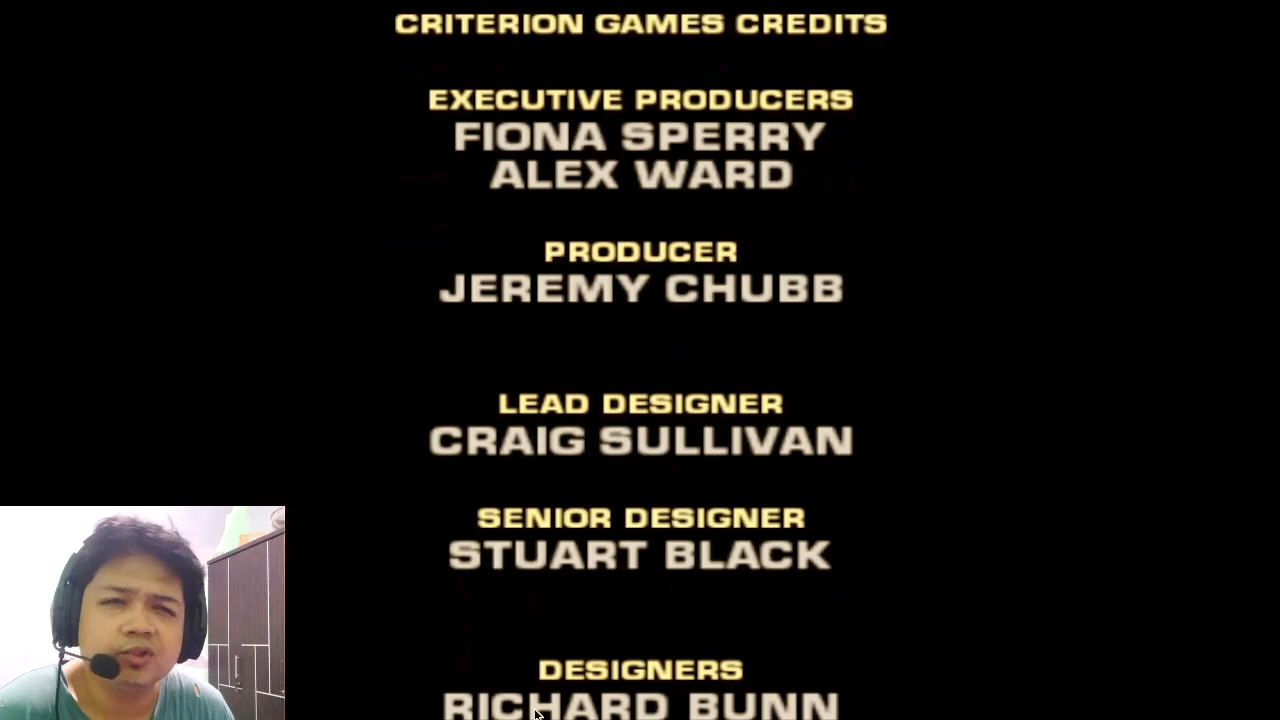 CRITERION GAMES CREDITS
EXECUTIVE PRODUCERS
FIONA SPERRY
ALEX WARD
PRODUCER
JEREMY CHUBB
LEAD DESIGNER
CRAIG SULLIVAN
SENIOR DESIGNER
STUART BLACK
DESIGNERS
RICHARD BUNN